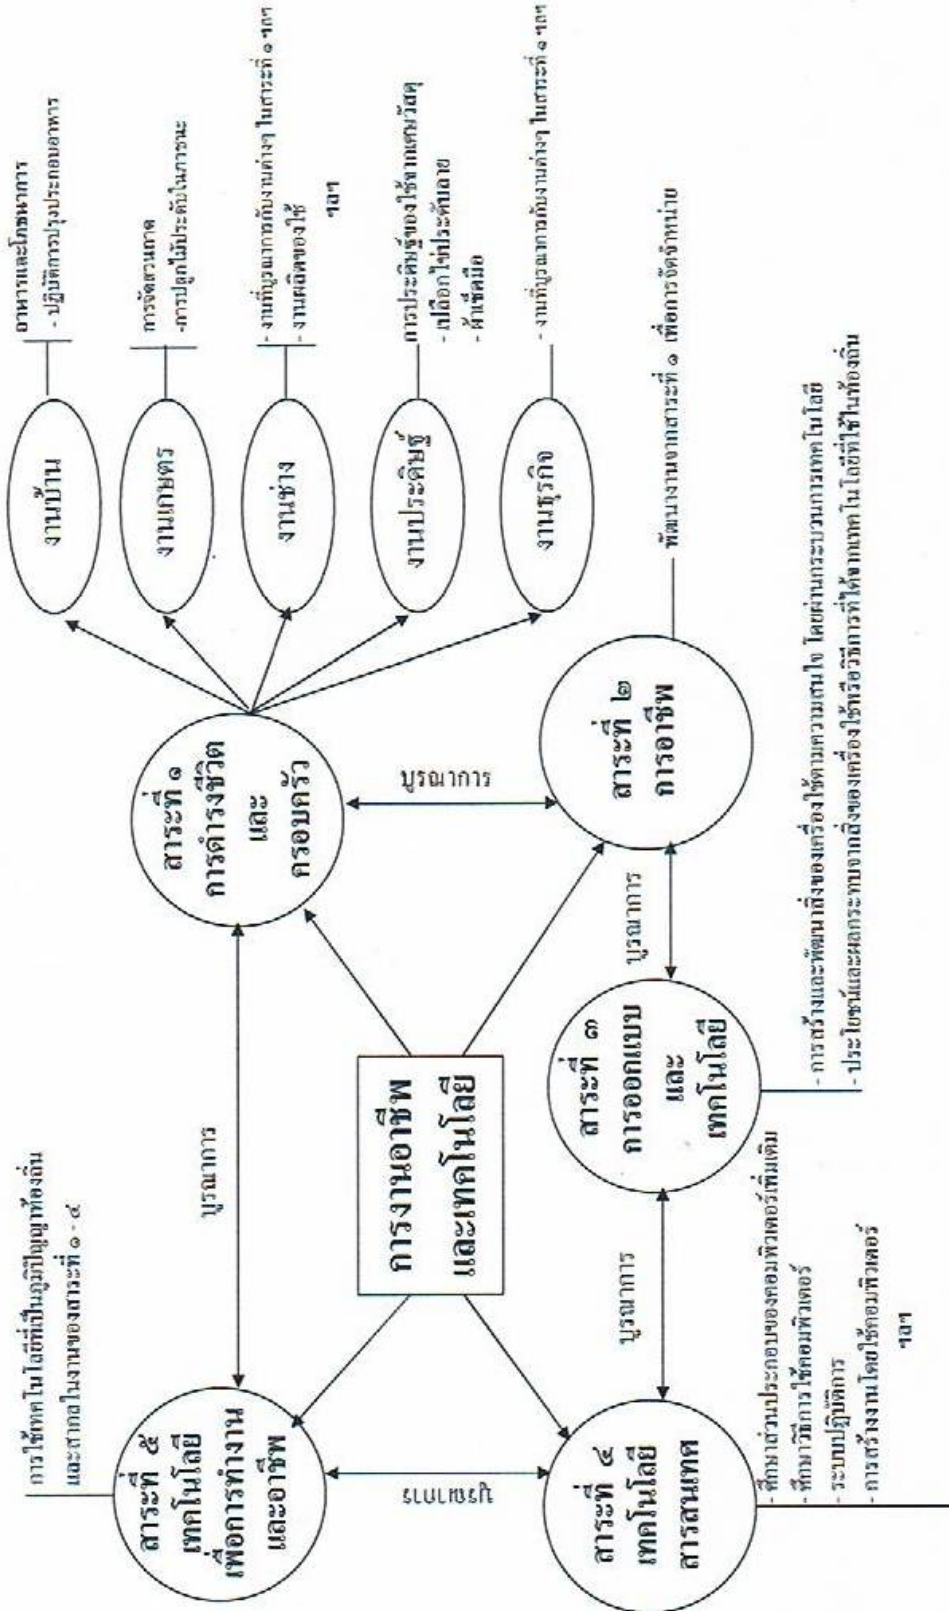 การใช้เทคโนโลยีที่เป็นภูมิปัญญาท้องถิ่น
และสากลในงานของสาระที่ ๑ - ๔
สาระที่ ๕
เทคโนโลยี
เพื่อการทำงาน
และอาชีพ
บูรณาการ
สาระที่ ๑
การดำรงชีวิต
และ
ครอบครัว
งานบ้าน
อาหารและโภชนาการ
- ปฏิบัติการปรุงประกอบอาหาร
งานเกษตร
การจัดสวนถาด
-การปลูกไม้ประดับในภาชนะ
งานช่าง
- งานที่บูรณาการกับงานต่างๆ ในสาระที่ ๑ ฯลฯ
- งานผลิตของใช้
ฯลฯ
งานประดิษฐ์
การประดิษฐ์ของใช้จากเศษวัสดุ
- เปลือกไข่ประดับลาย
- ผ้าเช็ดมือ
งานธุรกิจ
- งานที่บูรณาการกับงานต่างๆ ในสาระที่ ๑ ฯลฯ
การงานอาชีพ
และเทคโนโลยี
บูรณาการ
บูรณาการ
สาระที่ ๔
เทคโนโลยี
สารสนเทศ
บูรณาการ
สาระที่ ๓
การออกแบบ
และ
เทคโนโลยี
บูรณาการ
สาระที่ ๒
การอาชีพ
พัฒนางานจากสาระที่ ๑ เพื่อการจัดจำหน่าย
- ศึกษาส่วนประกอบของคอมพิวเตอร์เพิ่มเติม
- ศึกษาวิธีการใช้คอมพิวเตอร์
- ระบบปฏิบัติการ
- การสร้างงานโดยใช้คอมพิวเตอร์
ฯลฯ
- การสร้างและพัฒนาสิ่งของเครื่องใช้ตามความสนใจ โดยผ่านกระบวนการเทคโนโลยี
- ประโยชน์และผลกระทบจากสิ่งของเครื่องใช้หรือวิธีการที่ได้จากเทคโนโลยีที่ใช้ในท้องถิ่น